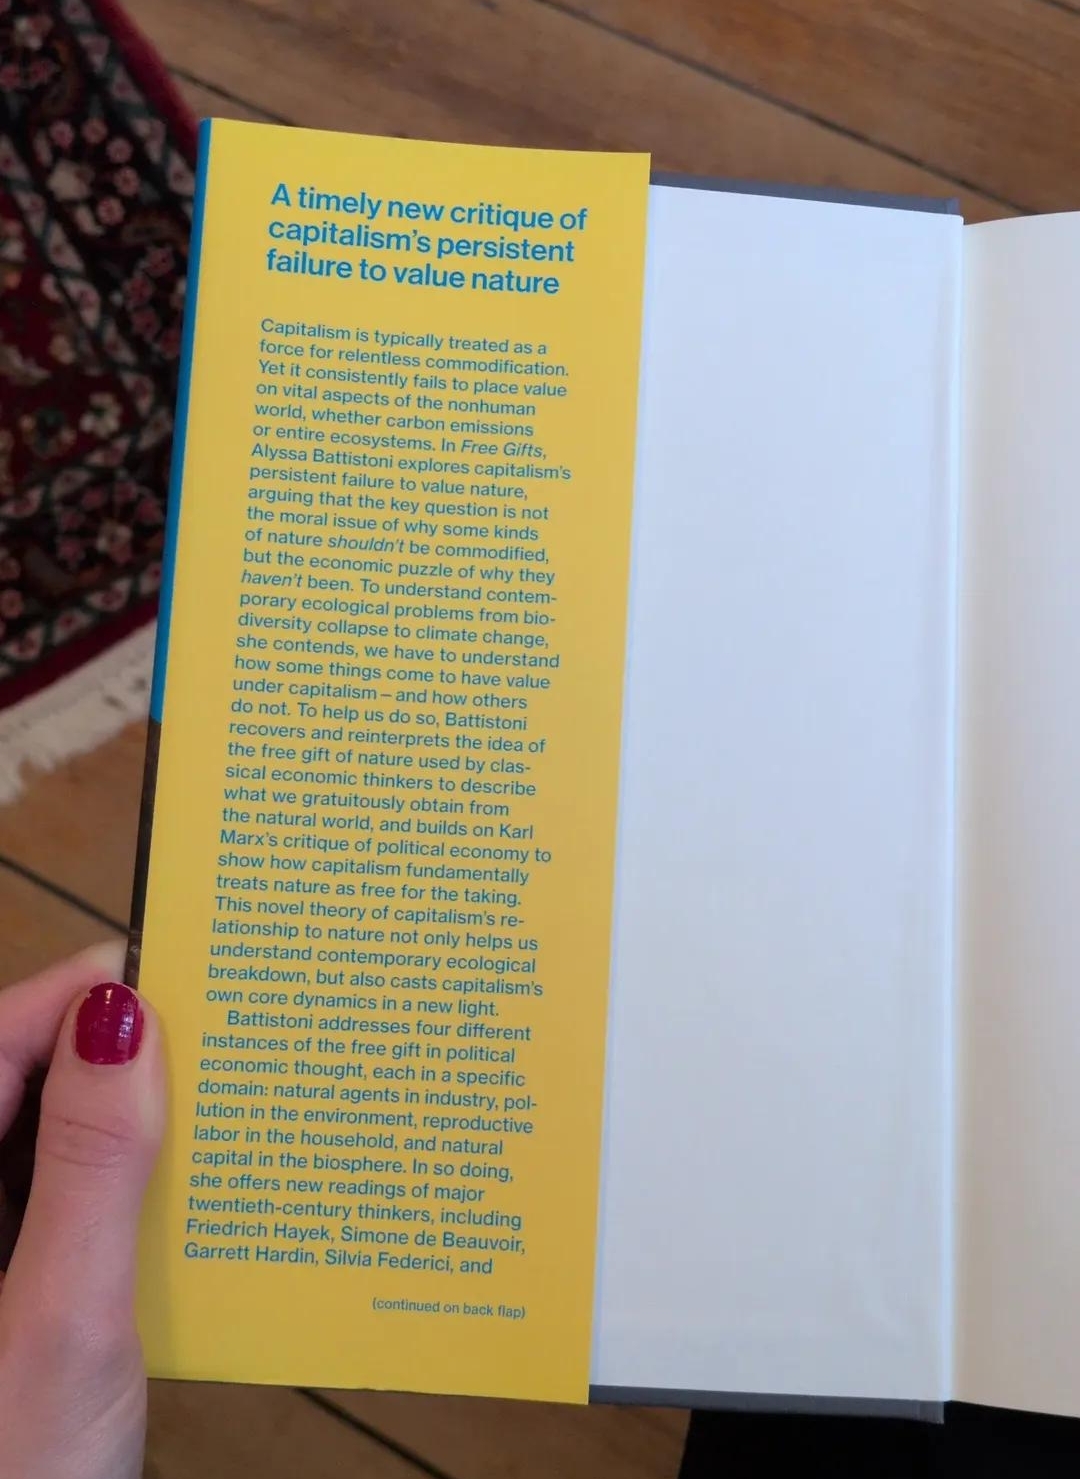 A timely new critique of
capitalism's persistent
failure to value nature
Capitalism is typically treated as a
force for relentless commodification.
Yet it consistently fails to place value
on vital aspects of the nonhuman
world, whether carbon emissions
or entire ecosystems. In Free Gifts,
Alyssa Battistoni explores capitalism's
persistent failure to value nature,
arguing that the key question is not
the moral issue of why some kinds
of nature shouldn't be commodified,
but the economic puzzle of why they
haven't been. To understand contem-
porary ecological problems from bio-
diversity collapse to climate change,
she contends, we have to understand
how some things come to have value
under capitalism – and how others
do not. To help us do so, Battistoni
recovers and reinterprets the idea of
the free gift of nature used by clas-
sical economic thinkers to describe
what we gratuitously obtain from
the natural world, and builds on Karl
Marx's critique of political economy to
show how capitalism fundamentally
treats nature as free for the taking.
This novel theory of capitalism's re-
lationship to nature not only helps us
understand contemporary ecological
breakdown, but also casts capitalism's
own core dynamics in a new light.
Battistoni addresses four different
instances of the free gift in political
economic thought, each in a specific
domain: natural agents in industry, pol-
lution in the environment, reproductive
labor in the household, and natural
capital in the biosphere. In so doing,
she offers new readings of major
twentieth-century thinkers, including
Friedrich Hayek, Simone de Beauvoir,
Garrett Hardin, Silvia Federici, and
(continued on back flap)